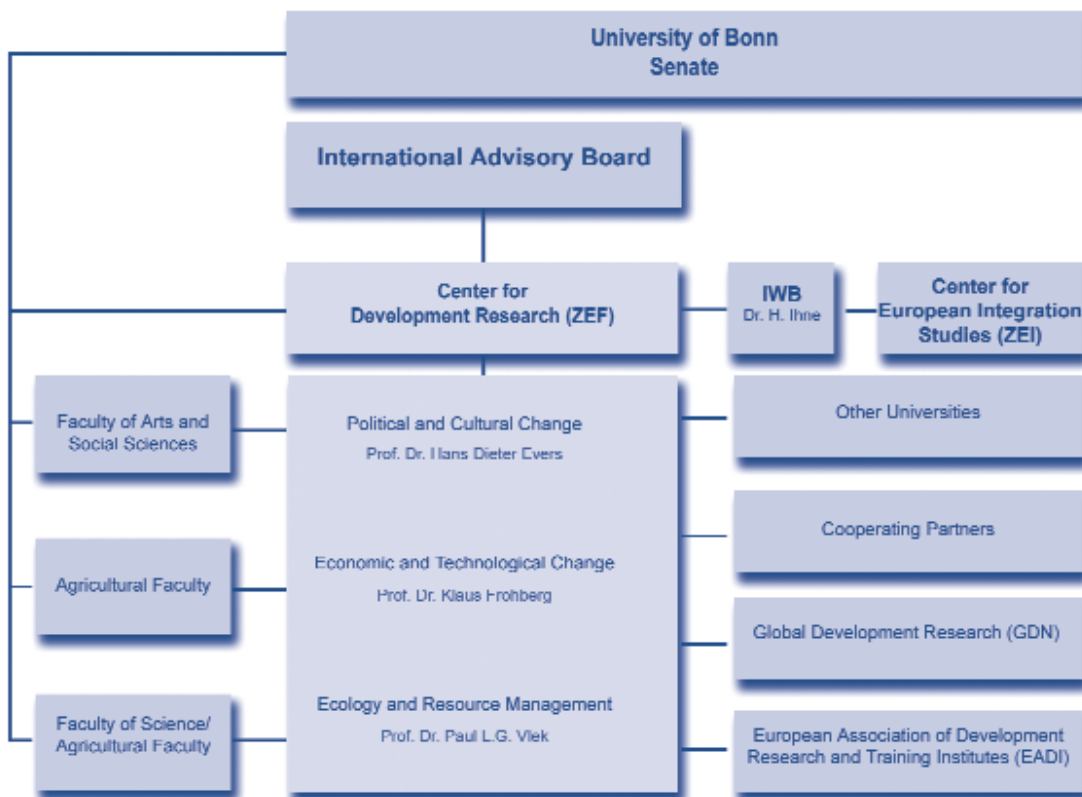 University of Bonn
Senate
International Advisory Board
Center for
Development Research (ZEF)
IWB
Dr. H. Ihne
Center for
European Integration
Studies (ZEI)
Faculty of Arts and
Social Sciences
Political and Cultural Change
Prof. Dr. Hans Dieter Evers
Other Universities
Cooperating Partners
Agricultural Faculty
Economic and Technological Change
Prof. Dr. Klaus Frohberg
Global Development Research (GDN)
Faculty of Science/
Agricultural Faculty
Ecology and Resource Management
Prof. Dr. Paul L.G. Vlek
European Association of Development
Research and Training Institutes (EADI)